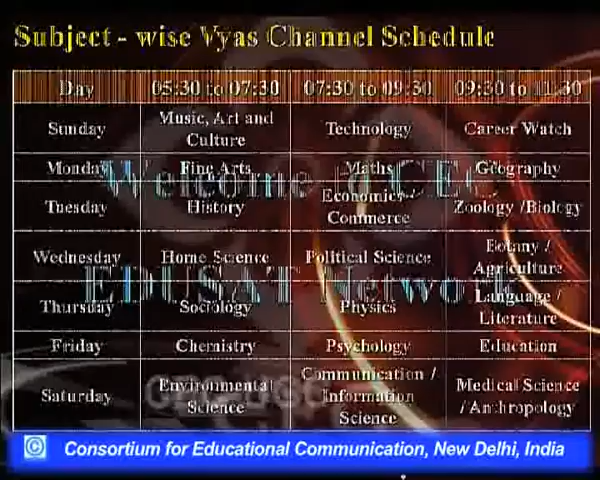 Subject - wise Vyas Channel Schedule
Day 05:30 to 07:30 07:30 to 09:30 09:30 to 11:30
Sunday Music, Art and Culture Technology Career Watch
Monday Fine Arts Maths Geography
Welcome to CEC
Tuesday History Economics / Commerce Zoology /Biology
Wednesday Home Science Political Science Botany / Agriculture
EDUSAT Network
Thursday Sociology Physics Language / Literature
Friday Chemistry Psychology Education
Saturday Environmental Science Communication / Information Science Medical Science / Anthropology
© Consortium for Educational Communication, New Delhi, India